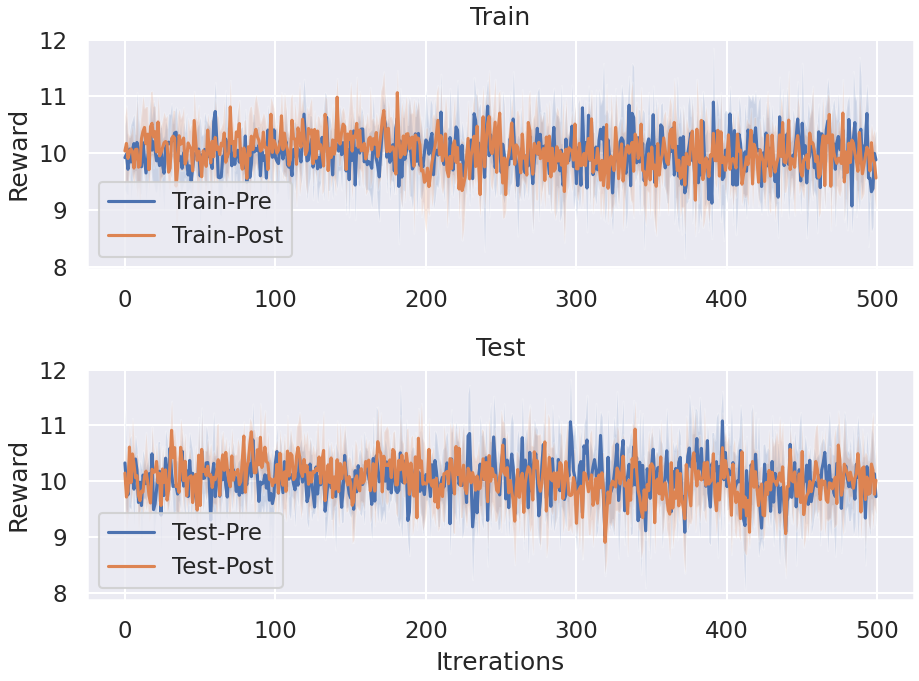 Train
12
11
10
9
8
Reward
Train-Pre
Train-Post
0 100 200 300 400 500
Test
12
11
10
9
8
Reward
Test-Pre
Test-Post
0 100 200 300 400 500
Itrerations